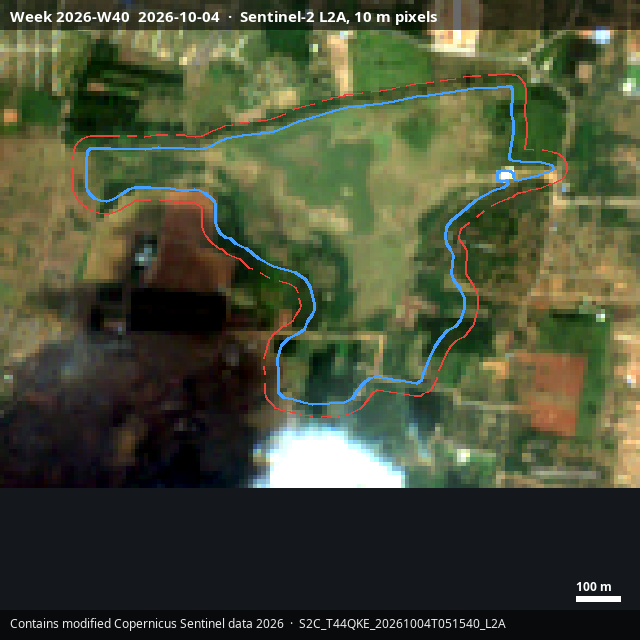 Week 2026-W40  2026-10-04  ·  Sentinel-2 L2A, 10 m pixels
100 m
Contains modified Copernicus Sentinel data 2026  ·  S2C_T44QKE_20261004T051540_L2A